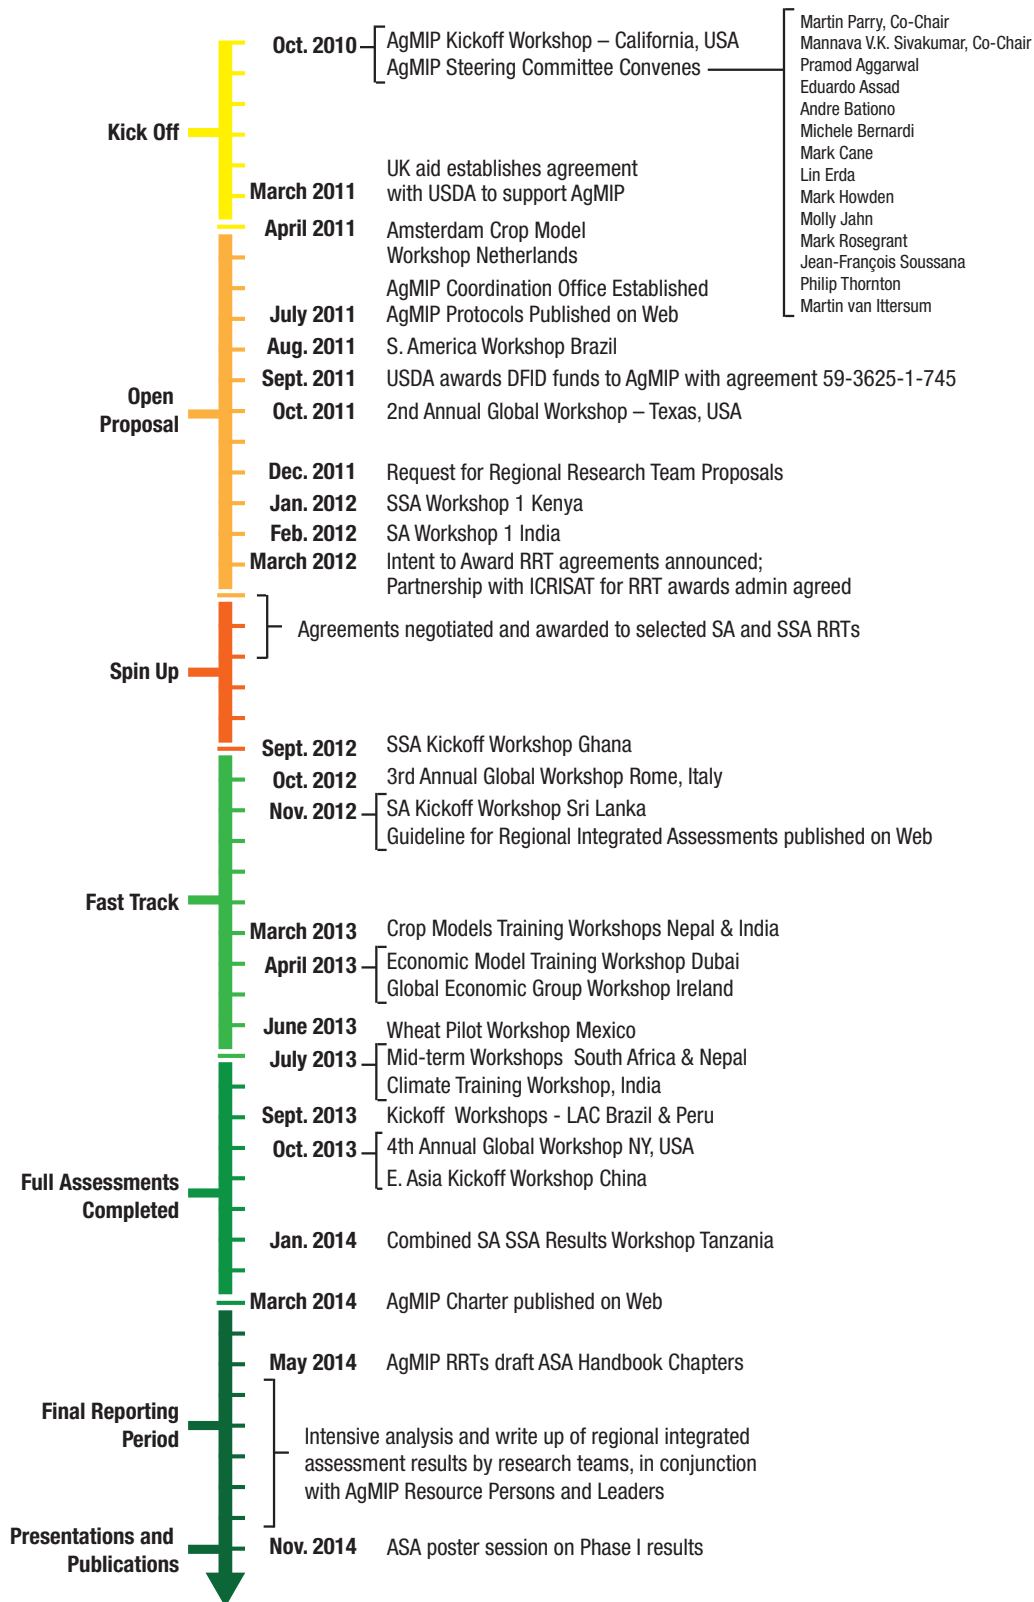 Oct. 2010
AgMIP Kickoff Workshop – California, USA
AgMIP Steering Committee Convenes
Martin Parry, Co-Chair
Mannava V.K. Sivakumar, Co-Chair
Pramod Aggarwal
Eduardo Assad
Andre Bationo
Michele Bernardi
Mark Cane
Lin Erda
Mark Howden
Molly Jahn
Mark Rosegrant
Jean-François Soussana
Philip Thornton
Martin van Ittersum
Kick Off
UK aid establishes agreement
March 2011 with USDA to support AgMIP
April 2011 Amsterdam Crop Model
Workshop Netherlands
AgMIP Coordination Office Established
July 2011 AgMIP Protocols Published on Web
Aug. 2011 S. America Workshop Brazil
Sept. 2011 USDA awards DFID funds to AgMIP with agreement 59-3625-1-745
Open
Proposal
Oct. 2011 2nd Annual Global Workshop – Texas, USA
Dec. 2011 Request for Regional Research Team Proposals
Jan. 2012 SSA Workshop 1 Kenya
Feb. 2012 SA Workshop 1 India
March 2012 Intent to Award RRT agreements announced;
Partnership with ICRISAT for RRT awards admin agreed
Agreements negotiated and awarded to selected SA and SSA RRTs
Spin Up
Sept. 2012 SSA Kickoff Workshop Ghana
Oct. 2012 3rd Annual Global Workshop Rome, Italy
Nov. 2012 SA Kickoff Workshop Sri Lanka
Guideline for Regional Integrated Assessments published on Web
Fast Track
March 2013 Crop Models Training Workshops Nepal & India
April 2013 Economic Model Training Workshop Dubai
Global Economic Group Workshop Ireland
June 2013 Wheat Pilot Workshop Mexico
July 2013 Mid-term Workshops South Africa & Nepal
Climate Training Workshop, India
Sept. 2013 Kickoff Workshops - LAC Brazil & Peru
Oct. 2013 4th Annual Global Workshop NY, USA
E. Asia Kickoff Workshop China
Full Assessments
Completed
Jan. 2014 Combined SA SSA Results Workshop Tanzania
March 2014 AgMIP Charter published on Web
May 2014 AgMIP RRTs draft ASA Handbook Chapters
Final Reporting
Period
Intensive analysis and write up of regional integrated
assessment results by research teams, in conjunction
with AgMIP Resource Persons and Leaders
Presentations and
Publications
Nov. 2014 ASA poster session on Phase I results